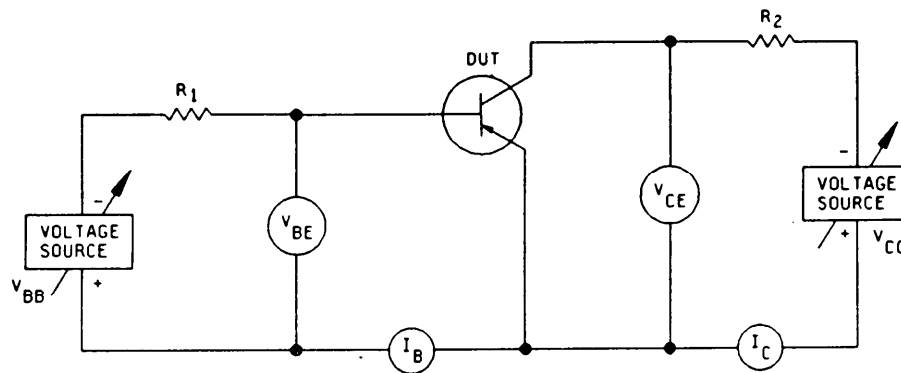 R2
DUT
R1
-
-
VOLTAGE
SOURCE
VCE
VBE
VOLTAGE
SOURCE
+
VCC
VBB
+
IB
IC